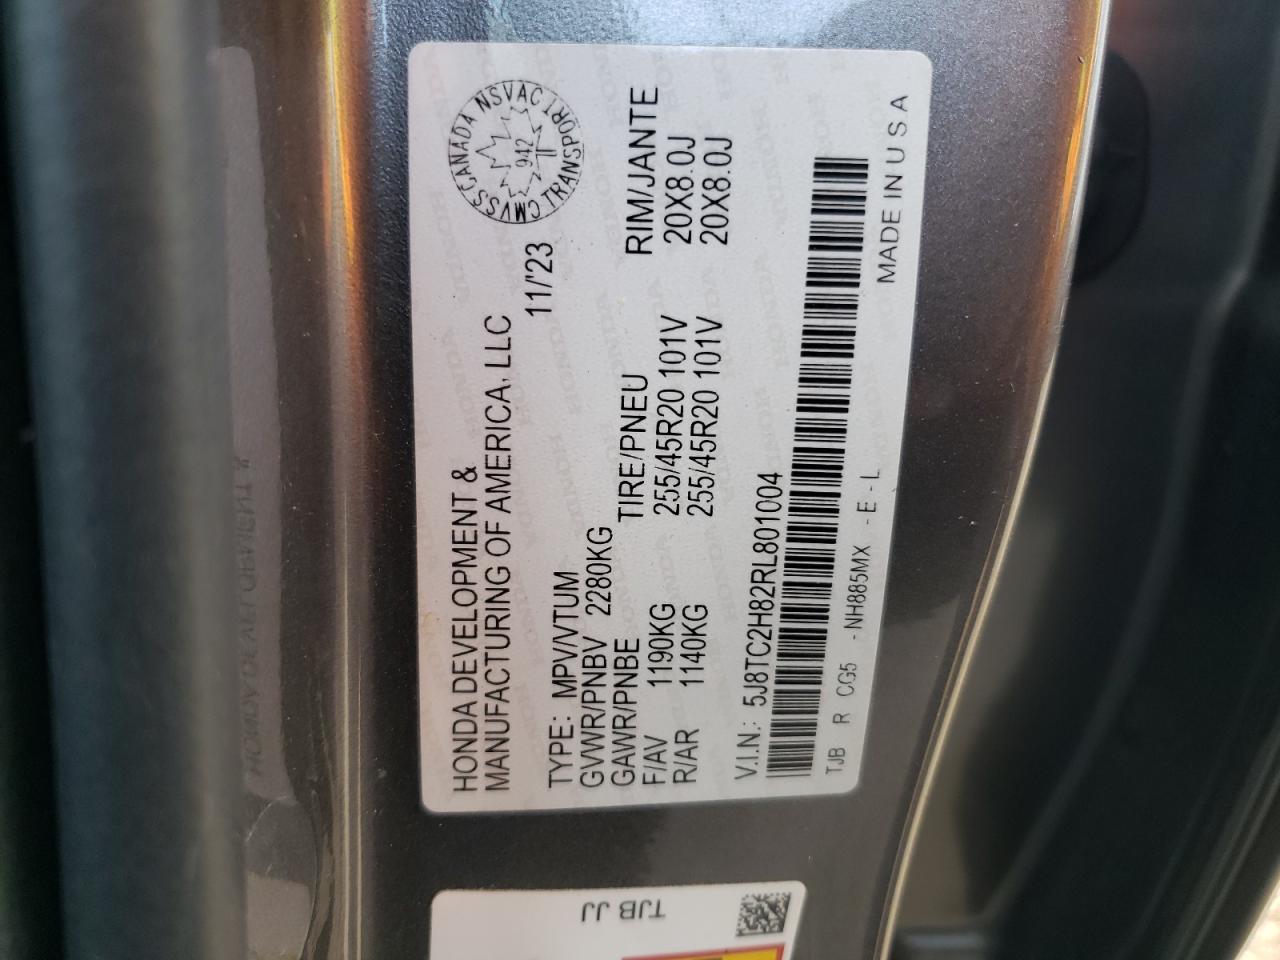 HONDA DEVELOPMENT &
MANUFACTURING OF AMERICA, LLC
11/'23
CMVSS CANADA NSVAC TRANSPORT
942
TYPE: MPV/VTUM
GVWR/PNBV 2280KG
GAWR/PNBE TIRE/PNEU RIM/JANTE
F/AV 1190KG 255/45R20 101V 20X8.0J
R/AR 1140KG 255/45R20 101V 20X8.0J
V.I.N.: 5J8TC2H82RL801004
TJB R CG5 - NH885MX - E - L MADE IN U S A
TJB JJ